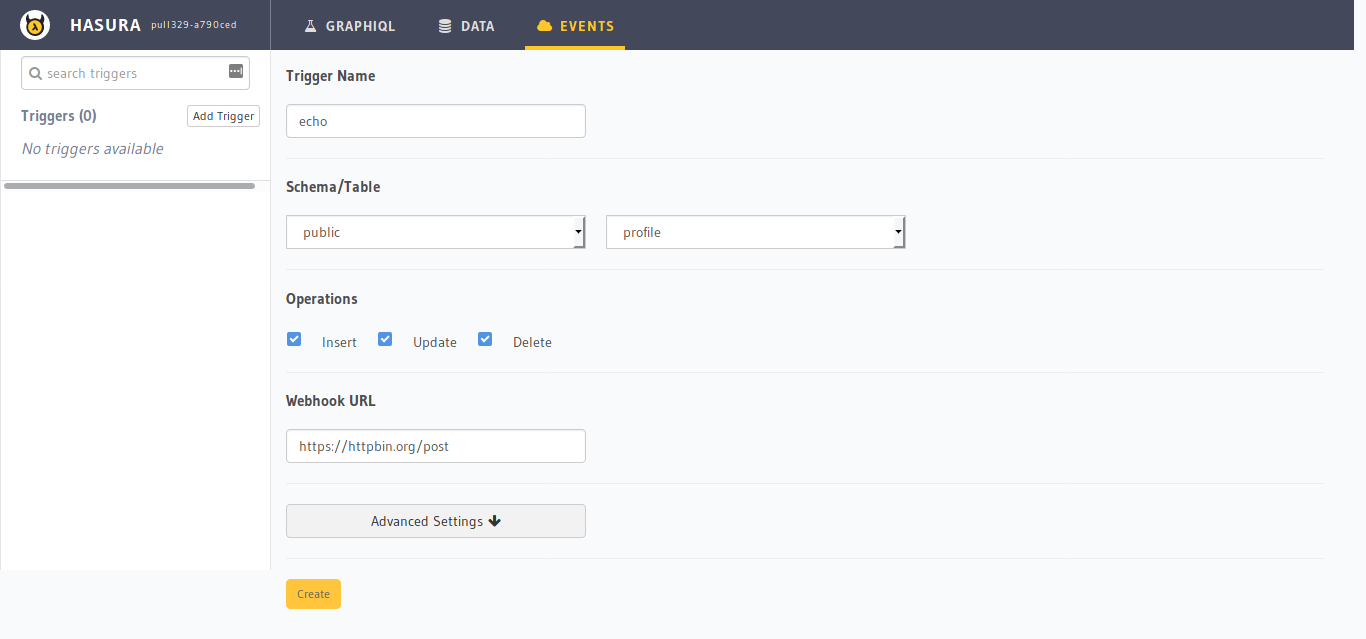 HASURA pull329-a790ced GRAPHIQL DATA EVENTS
search triggers
Triggers (0) Add Trigger
No triggers available
Trigger Name
echo
Schema/Table
public profile
Operations
Insert Update Delete
Webhook URL
https://httpbin.org/post
Advanced Settings
Create